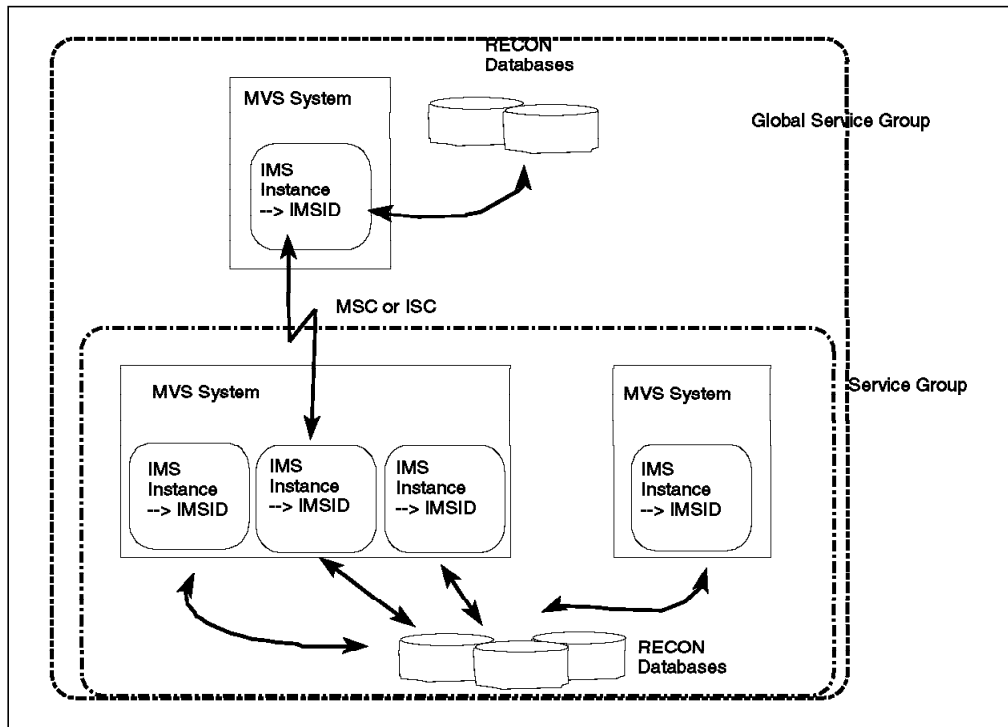 RECON
Databases
MVS System
Global Service Group
IMS
Instance
--> IMSID
MSC or ISC
Service Group
MVS System
MVS System
IMS
Instance
--> IMSID
IMS
Instance
--> IMSID
IMS
Instance
--> IMSID
IMS
Instance
--> IMSID
RECON
Databases